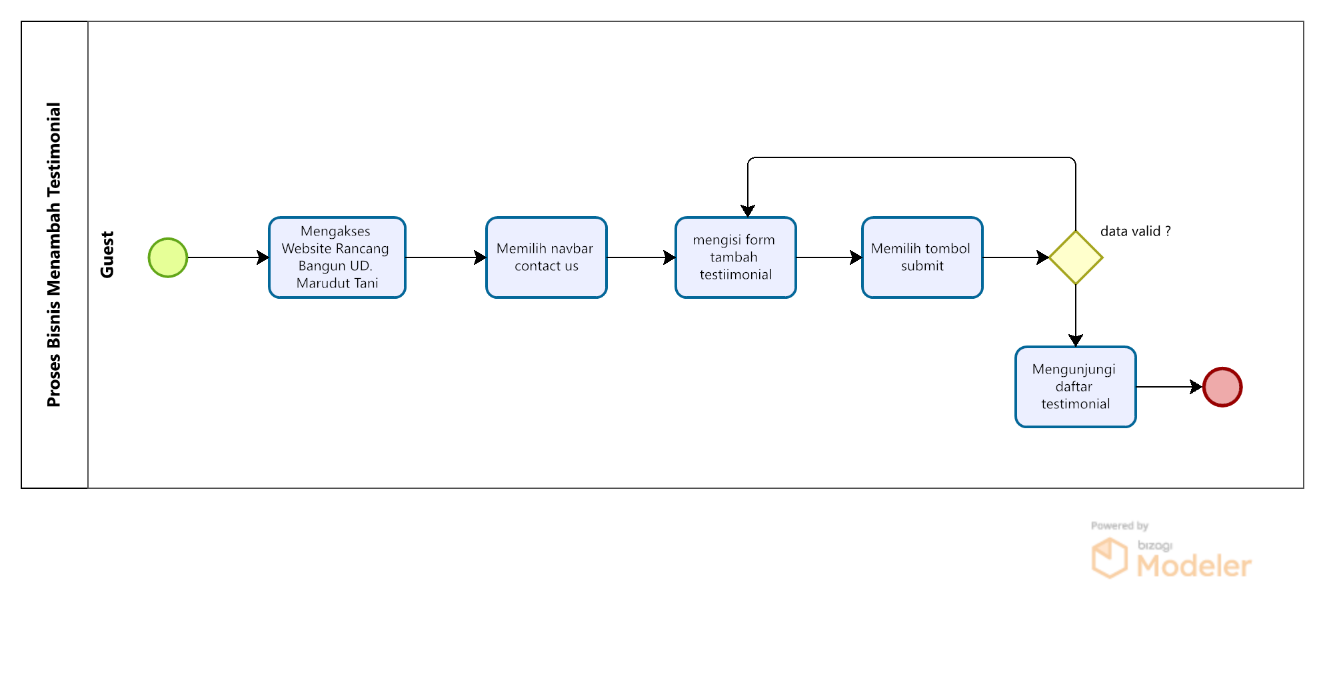 Proses Bisnis Menambah Testimonial
Guest
Mengakses
Website Rancang
Bangun UD.
Marudut Tani
Memilih navbar
contact us
mengisi form
tambah
testiimonial
Memilih tombol
submit
data valid ?
Mengunjungi
daftar
testimonial
Powered by
bizagi
Modeler